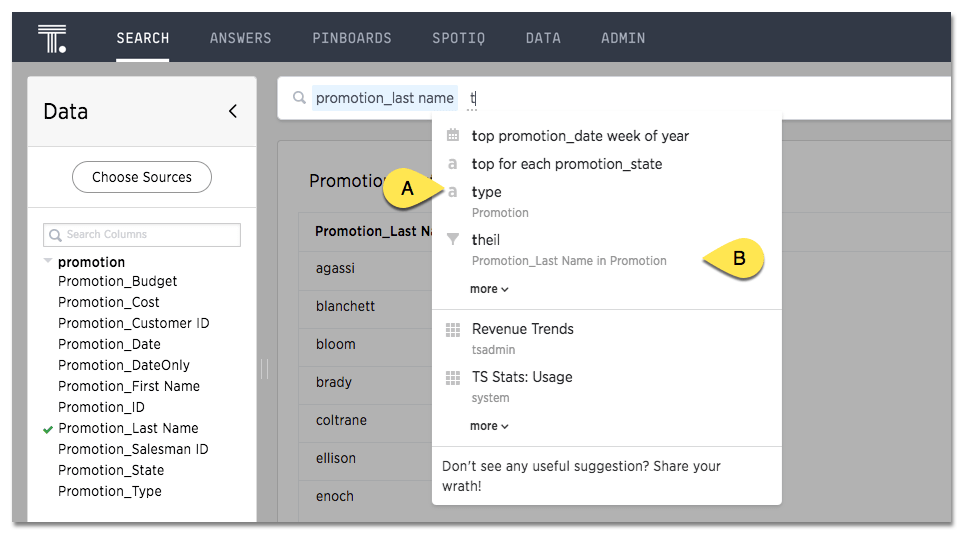 T.
SEARCH ANSWERS PINBOARDS SPOTIQ DATA ADMIN
Data
Choose Sources
Search Columns
promotion
Promotion_Budget
Promotion_Cost
Promotion_Customer ID
Promotion_Date
Promotion_DateOnly
Promotion_First Name
Promotion_ID
Promotion_Last Name
Promotion_Salesman ID
Promotion_State
Promotion_Type
promotion_last name t
top promotion_date week of year
a top for each promotion_state
A
a type
Promotion
theil
Promotion_Last Name in Promotion
B
more
Revenue Trends
tsadmin
TS Stats: Usage
system
more
Don't see any useful suggestion? Share your
wrath!
Promotion_Last
agassi
blanchett
bloom
brady
coltrane
ellison
enoch